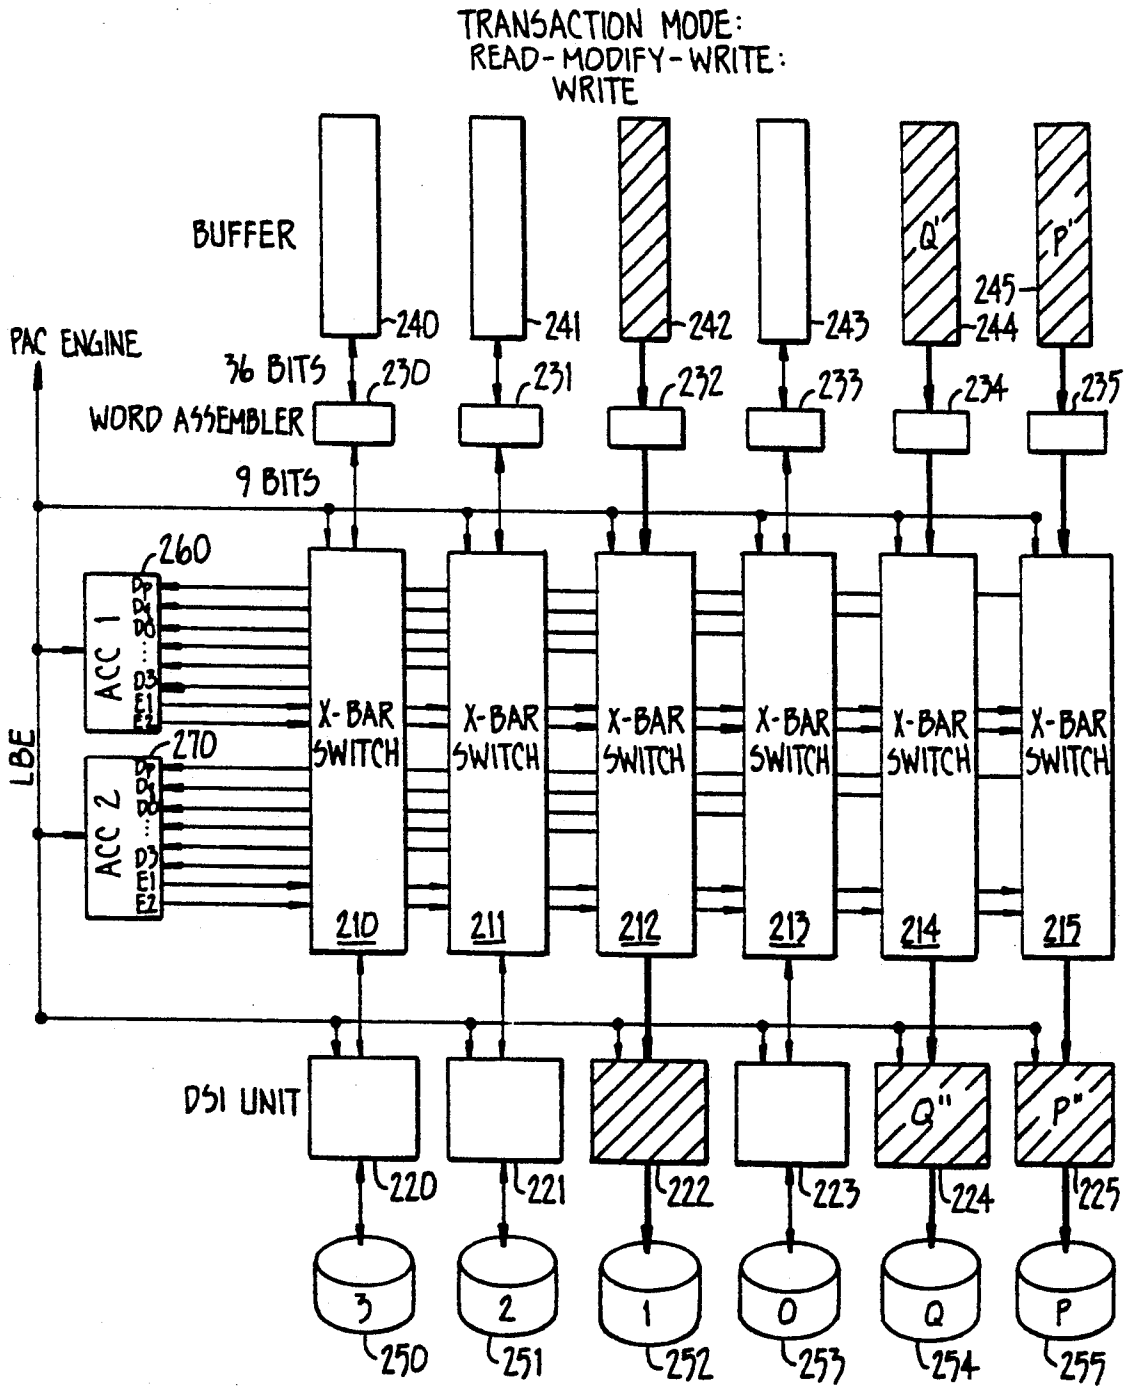 TRANSACTION MODE:
READ-MODIFY-WRITE:
WRITE
BUFFER
Q'
P'
240
241
242
243
244
245
PAC ENGINE
36 BITS
230
231
232
233
234
235
WORD ASSEMBLER
9 BITS
260
ACC 1
Dp
Dq
D0
...
D3
E1
E2
270
ACC 2
Dp
Dq
D0
...
D3
E1
E2
LBE
X-BAR SWITCH
X-BAR SWITCH
X-BAR SWITCH
X-BAR SWITCH
X-BAR SWITCH
X-BAR SWITCH
210
211
212
213
214
215
DSI UNIT
Q"
P"
220
221
222
223
224
225
3
2
1
0
Q
P
250
251
252
253
254
255